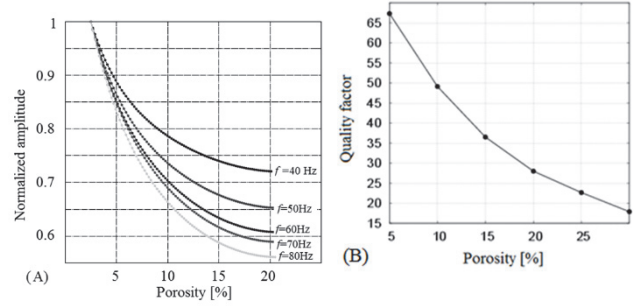 1
0.9
0.8
0.7
0.6
Normalized amplitude
f=40 Hz
f=50Hz
f=60Hz
f=70Hz
f=80Hz
5 10 15 20
Porosity [%]
(A)
65
60
55
50
45
40
35
30
25
20
15
Quality factor
5 10 15 20 25
Porosity [%]
(B)